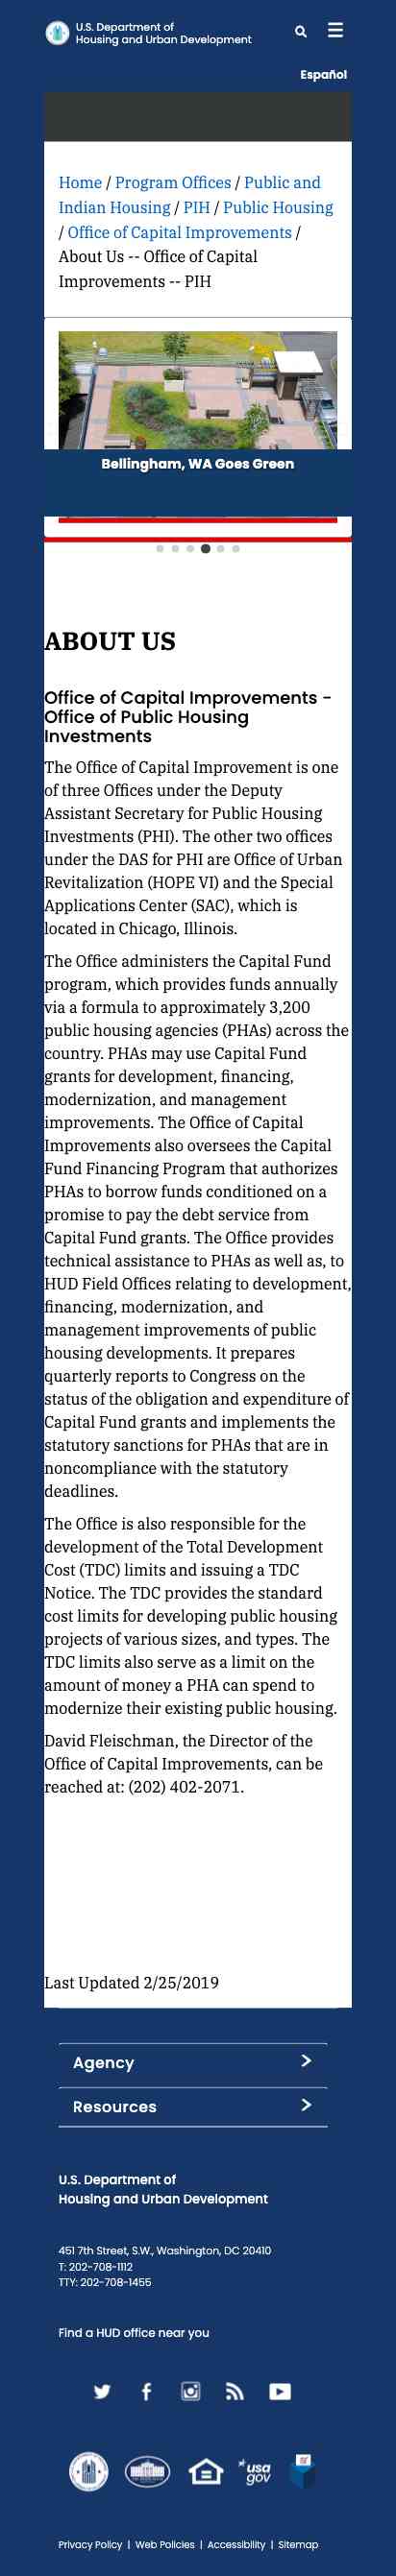 U.S. Department of
Housing and Urban Development
Español
Home / Program Offices / Public and
Indian Housing / PIH / Public Housing
/ Office of Capital Improvements /
About Us -- Office of Capital
Improvements -- PIH
Bellingham, WA Goes Green
ABOUT US
Office of Capital Improvements -
Office of Public Housing
Investments
The Office of Capital Improvement is one
of three Offices under the Deputy
Assistant Secretary for Public Housing
Investments (PHI). The other two offices
under the DAS for PHI are Office of Urban
Revitalization (HOPE VI) and the Special
Applications Center (SAC), which is
located in Chicago, Illinois.
The Office administers the Capital Fund
program, which provides funds annually
via a formula to approximately 3,200
public housing agencies (PHAs) across the
country. PHAs may use Capital Fund
grants for development, financing,
modernization, and management
improvements. The Office of Capital
Improvements also oversees the Capital
Fund Financing Program that authorizes
PHAs to borrow funds conditioned on a
promise to pay the debt service from
Capital Fund grants. The Office provides
technical assistance to PHAs as well as, to
HUD Field Offices relating to development,
financing, modernization, and
management improvements of public
housing developments. It prepares
quarterly reports to Congress on the
status of the obligation and expenditure of
Capital Fund grants and implements the
statutory sanctions for PHAs that are in
noncompliance with the statutory
deadlines.
The Office is also responsible for the
development of the Total Development
Cost (TDC) limits and issuing a TDC
Notice. The TDC provides the standard
cost limits for developing public housing
projects of various sizes, and types. The
TDC limits also serve as a limit on the
amount of money a PHA can spend to
modernize their existing public housing.
David Fleischman, the Director of the
Office of Capital Improvements, can be
reached at: (202) 402-2071.
Last Updated 2/25/2019
Agency
Resources
U.S. Department of
Housing and Urban Development
451 7th Street, S.W., Washington, DC 20410
T: 202-708-1112
TTY: 202-708-1455
Find a HUD office near you
usa
gov
Privacy Policy | Web Policies | Accessibility | Sitemap